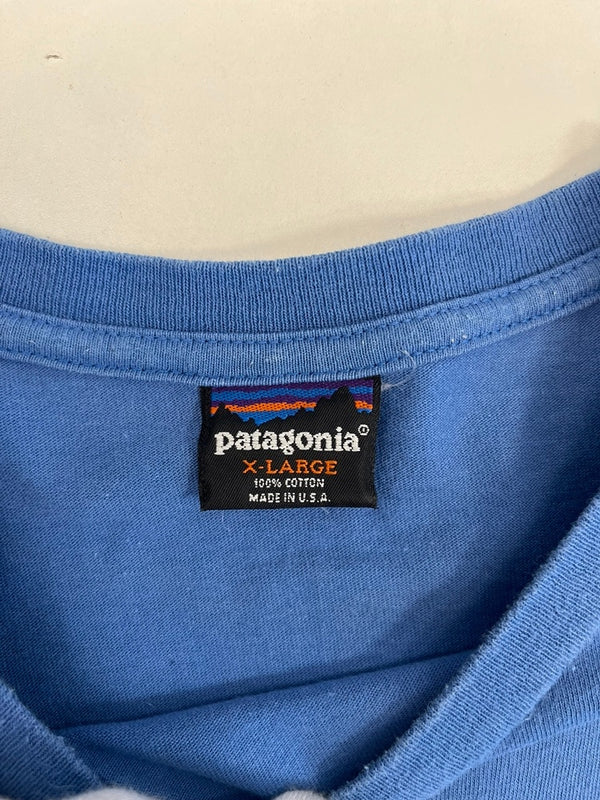 patagonia®
X-LARGE
100% COTTON
MADE IN U.S.A.